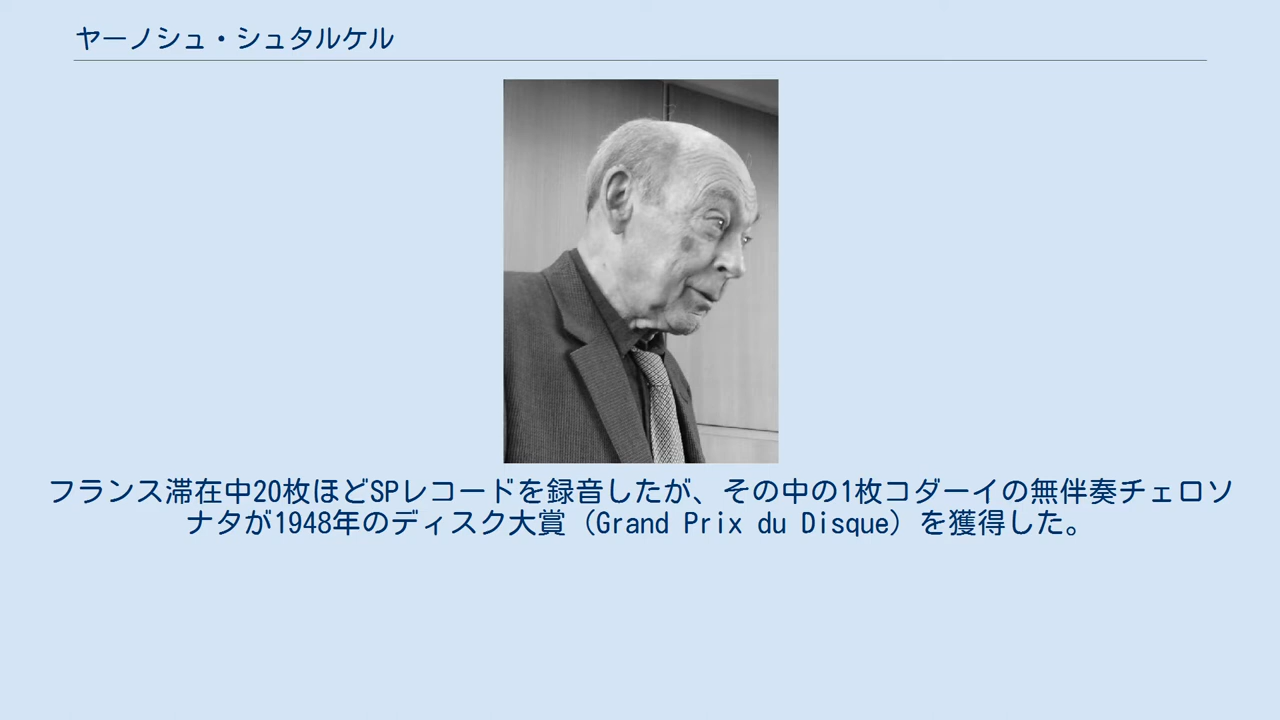 ヤーノシュ・シュタルケル
フランス滞在中20枚ほどSPレコードを録音したが、その中の1枚コダーイの無伴奏チェロソ
ナタが1948年のディスク大賞（Grand Prix du Disque）を獲得した。